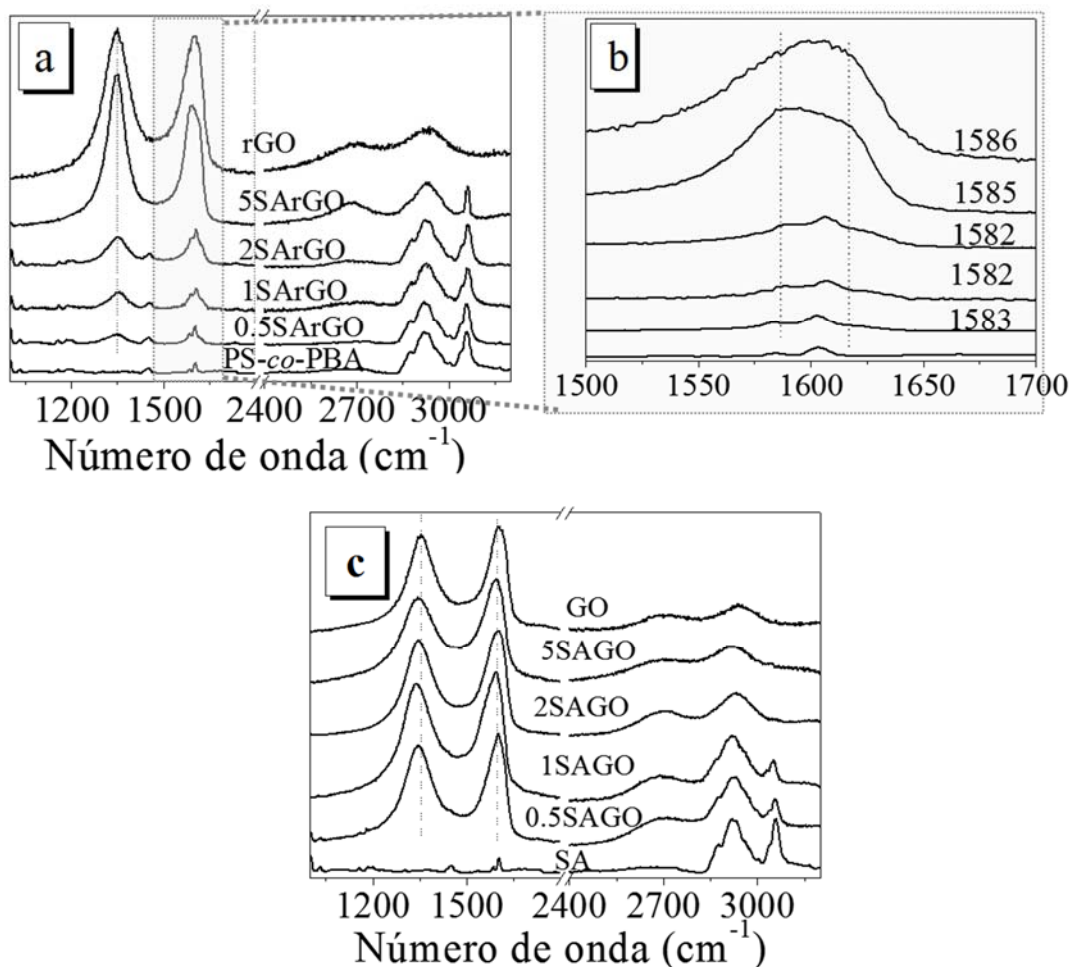 a
rGO
5SArGO
2SArGO
1SArGO
0.5SArGO
PS-co-PBA
1200 1500 2400 2700 3000
Número de onda (cm-1)
b
1586
1585
1582
1582
1583
1500 1550 1600 1650 1700
c
GO
5SAGO
2SAGO
1SAGO
0.5SAGO
SA
1200 1500 2400 2700 3000
Número de onda (cm-1)